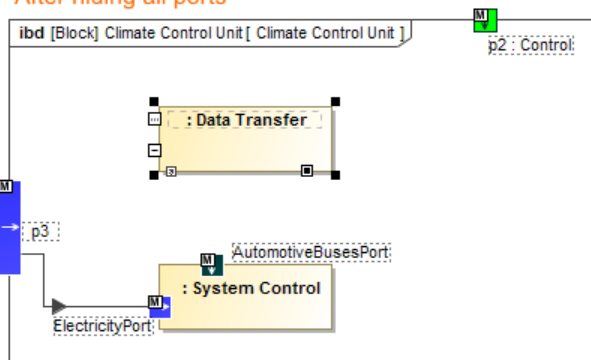 After hiding all ports
ibd [Block] Climate Control Unit [ Climate Control Unit ]
M
p2 : Control
: Data Transfer
M
p3
M
AutomotiveBusesPort
: System Control
M
ElectricityPort